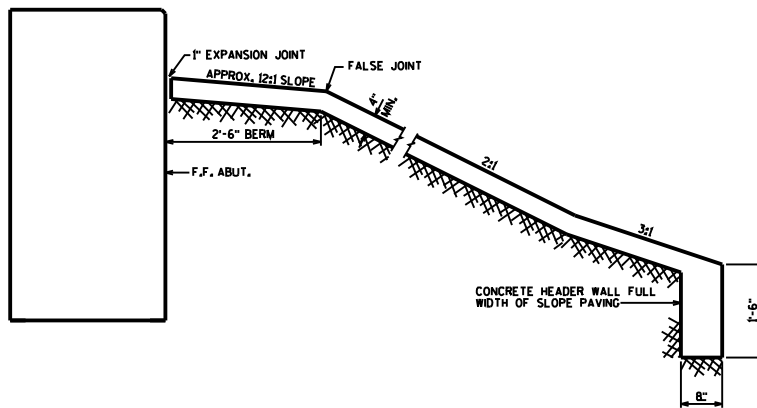 1" EXPANSION JOINT
FALSE JOINT
APPROX. 12:1 SLOPE
4"
MIN.
2'-6" BERM
F.F. ABUT.
2:1
3:1
CONCRETE HEADER WALL FULL
WIDTH OF SLOPE PAVING
1'-6"
8"